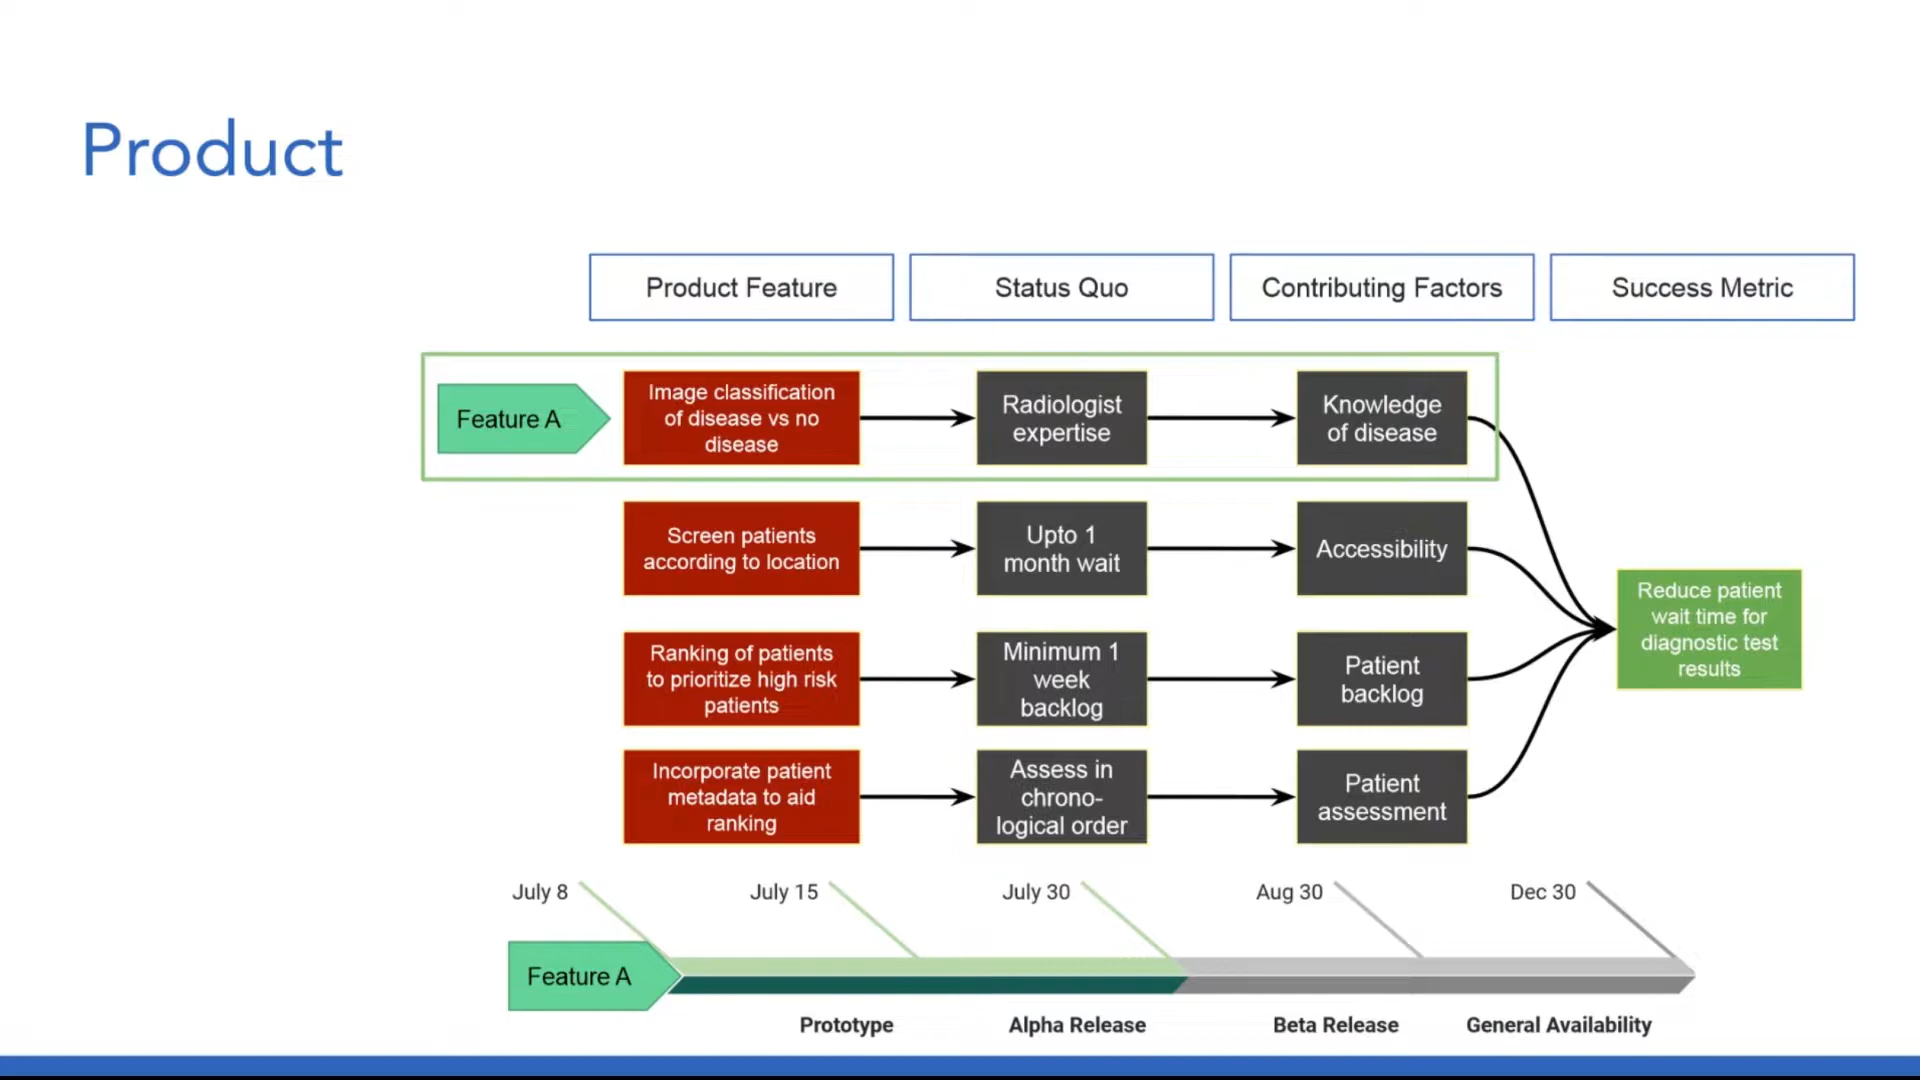 Product
Product Feature
Status Quo
Contributing Factors
Success Metric
Feature A
Image classification
of disease vs no
disease
Radiologist
expertise
Knowledge
of disease
Screen patients
according to location
Upto 1
month wait
Accessibility
Ranking of patients
to prioritize high risk
patients
Minimum 1
week
backlog
Patient
backlog
Incorporate patient
metadata to aid
ranking
Assess in
chrono-
logical order
Patient
assessment
Reduce patient
wait time for
diagnostic test
results
July 8
July 15
July 30
Aug 30
Dec 30
Feature A
Prototype
Alpha Release
Beta Release
General Availability